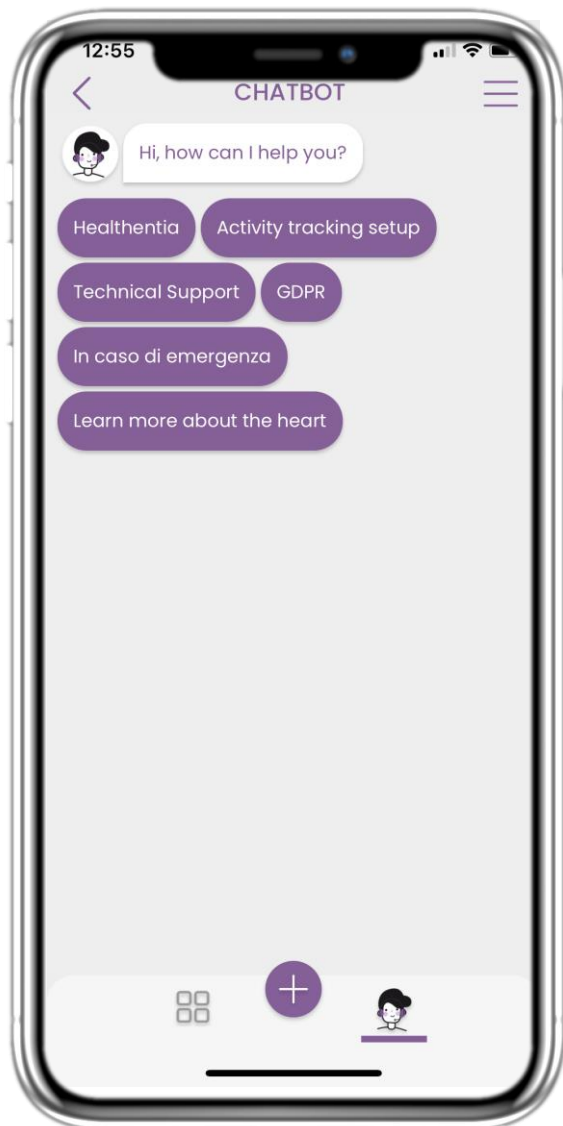 12:55
CHATBOT
Hi, how can I help you?
Healthentia Activity tracking setup
Technical Support GDPR
In caso di emergenza
Learn more about the heart